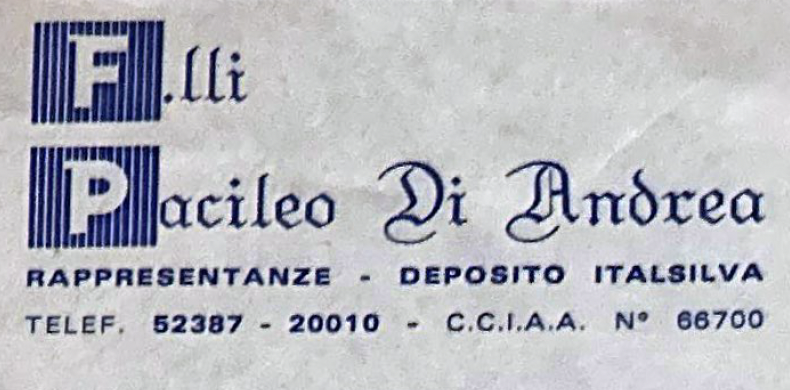 F.lli
Pacileo Di Andrea
RAPPRESENTANZE - DEPOSITO ITALSILVA
TELEF. 52387 - 20010 - C.C.I.A.A. N° 66700